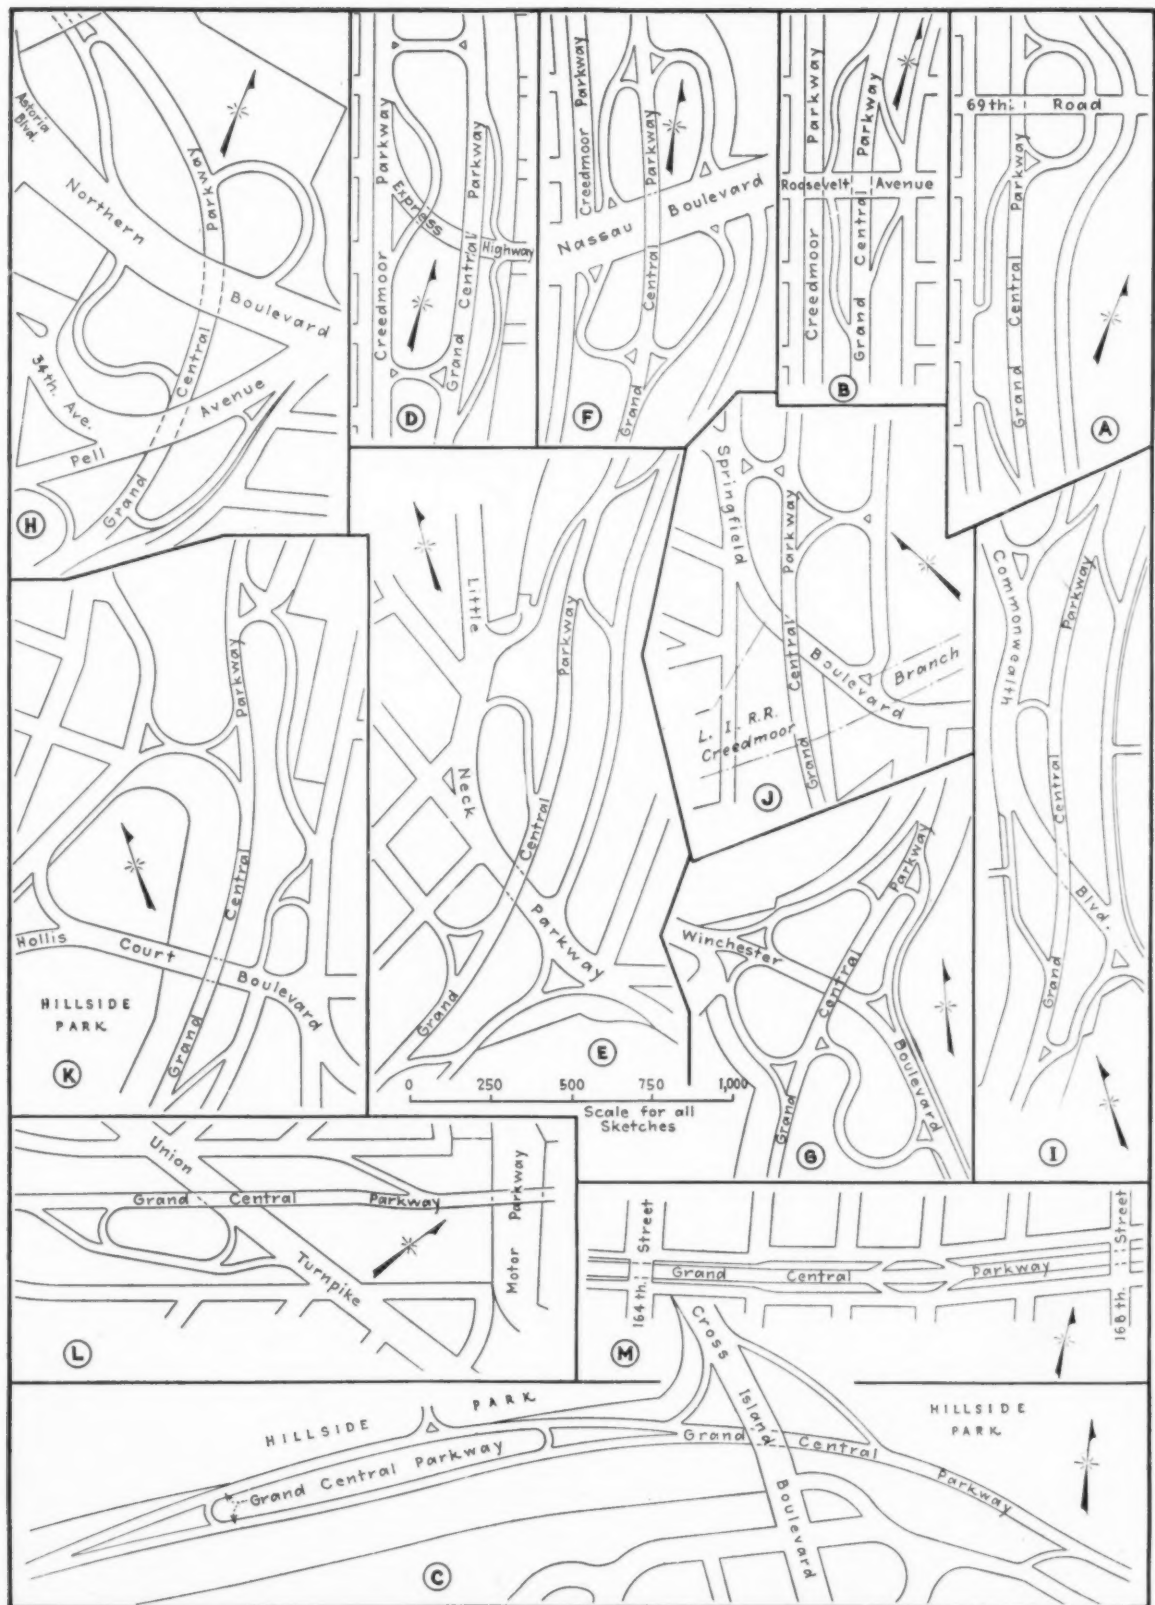 Astoria
Blvd.
Northern
Boulevard
Grand
Central
Parkway
34th. Ave.
Pell
Avenue
H
Creedmoor
Parkway
Express
Highway
Grand
Central
Parkway
D
Creedmoor
Parkway
Nassau
Boulevard
Grand
Central
Parkway
F
Creedmoor
Parkway
Roosevelt
Avenue
Grand
Central
Parkway
B
69th.
Road
Grand
Central
Parkway
A
Hollis
Court
Boulevard
Grand
Central
Parkway
HILLSIDE
PARK
K
Little
Neck
Parkway
Grand
Central
Parkway
E
0 250 500 750 1,000
Scale for all
Sketches
Springfield
Boulevard
Grand
Central
Parkway
L. I. R.R.
Creedmoor
Branch
J
Winchester
Boulevard
Grand
Central
Parkway
G
Commonwealth
Blvd.
Grand
Central
Parkway
I
Union
Turnpike
Grand Central Parkway
Motor Parkway
L
164th. Street
Grand Central Parkway
168th. Street
M
HILLSIDE PARK
Grand Central Parkway
Cross
Island
Boulevard
Grand Central Parkway
HILLSIDE
PARK
C